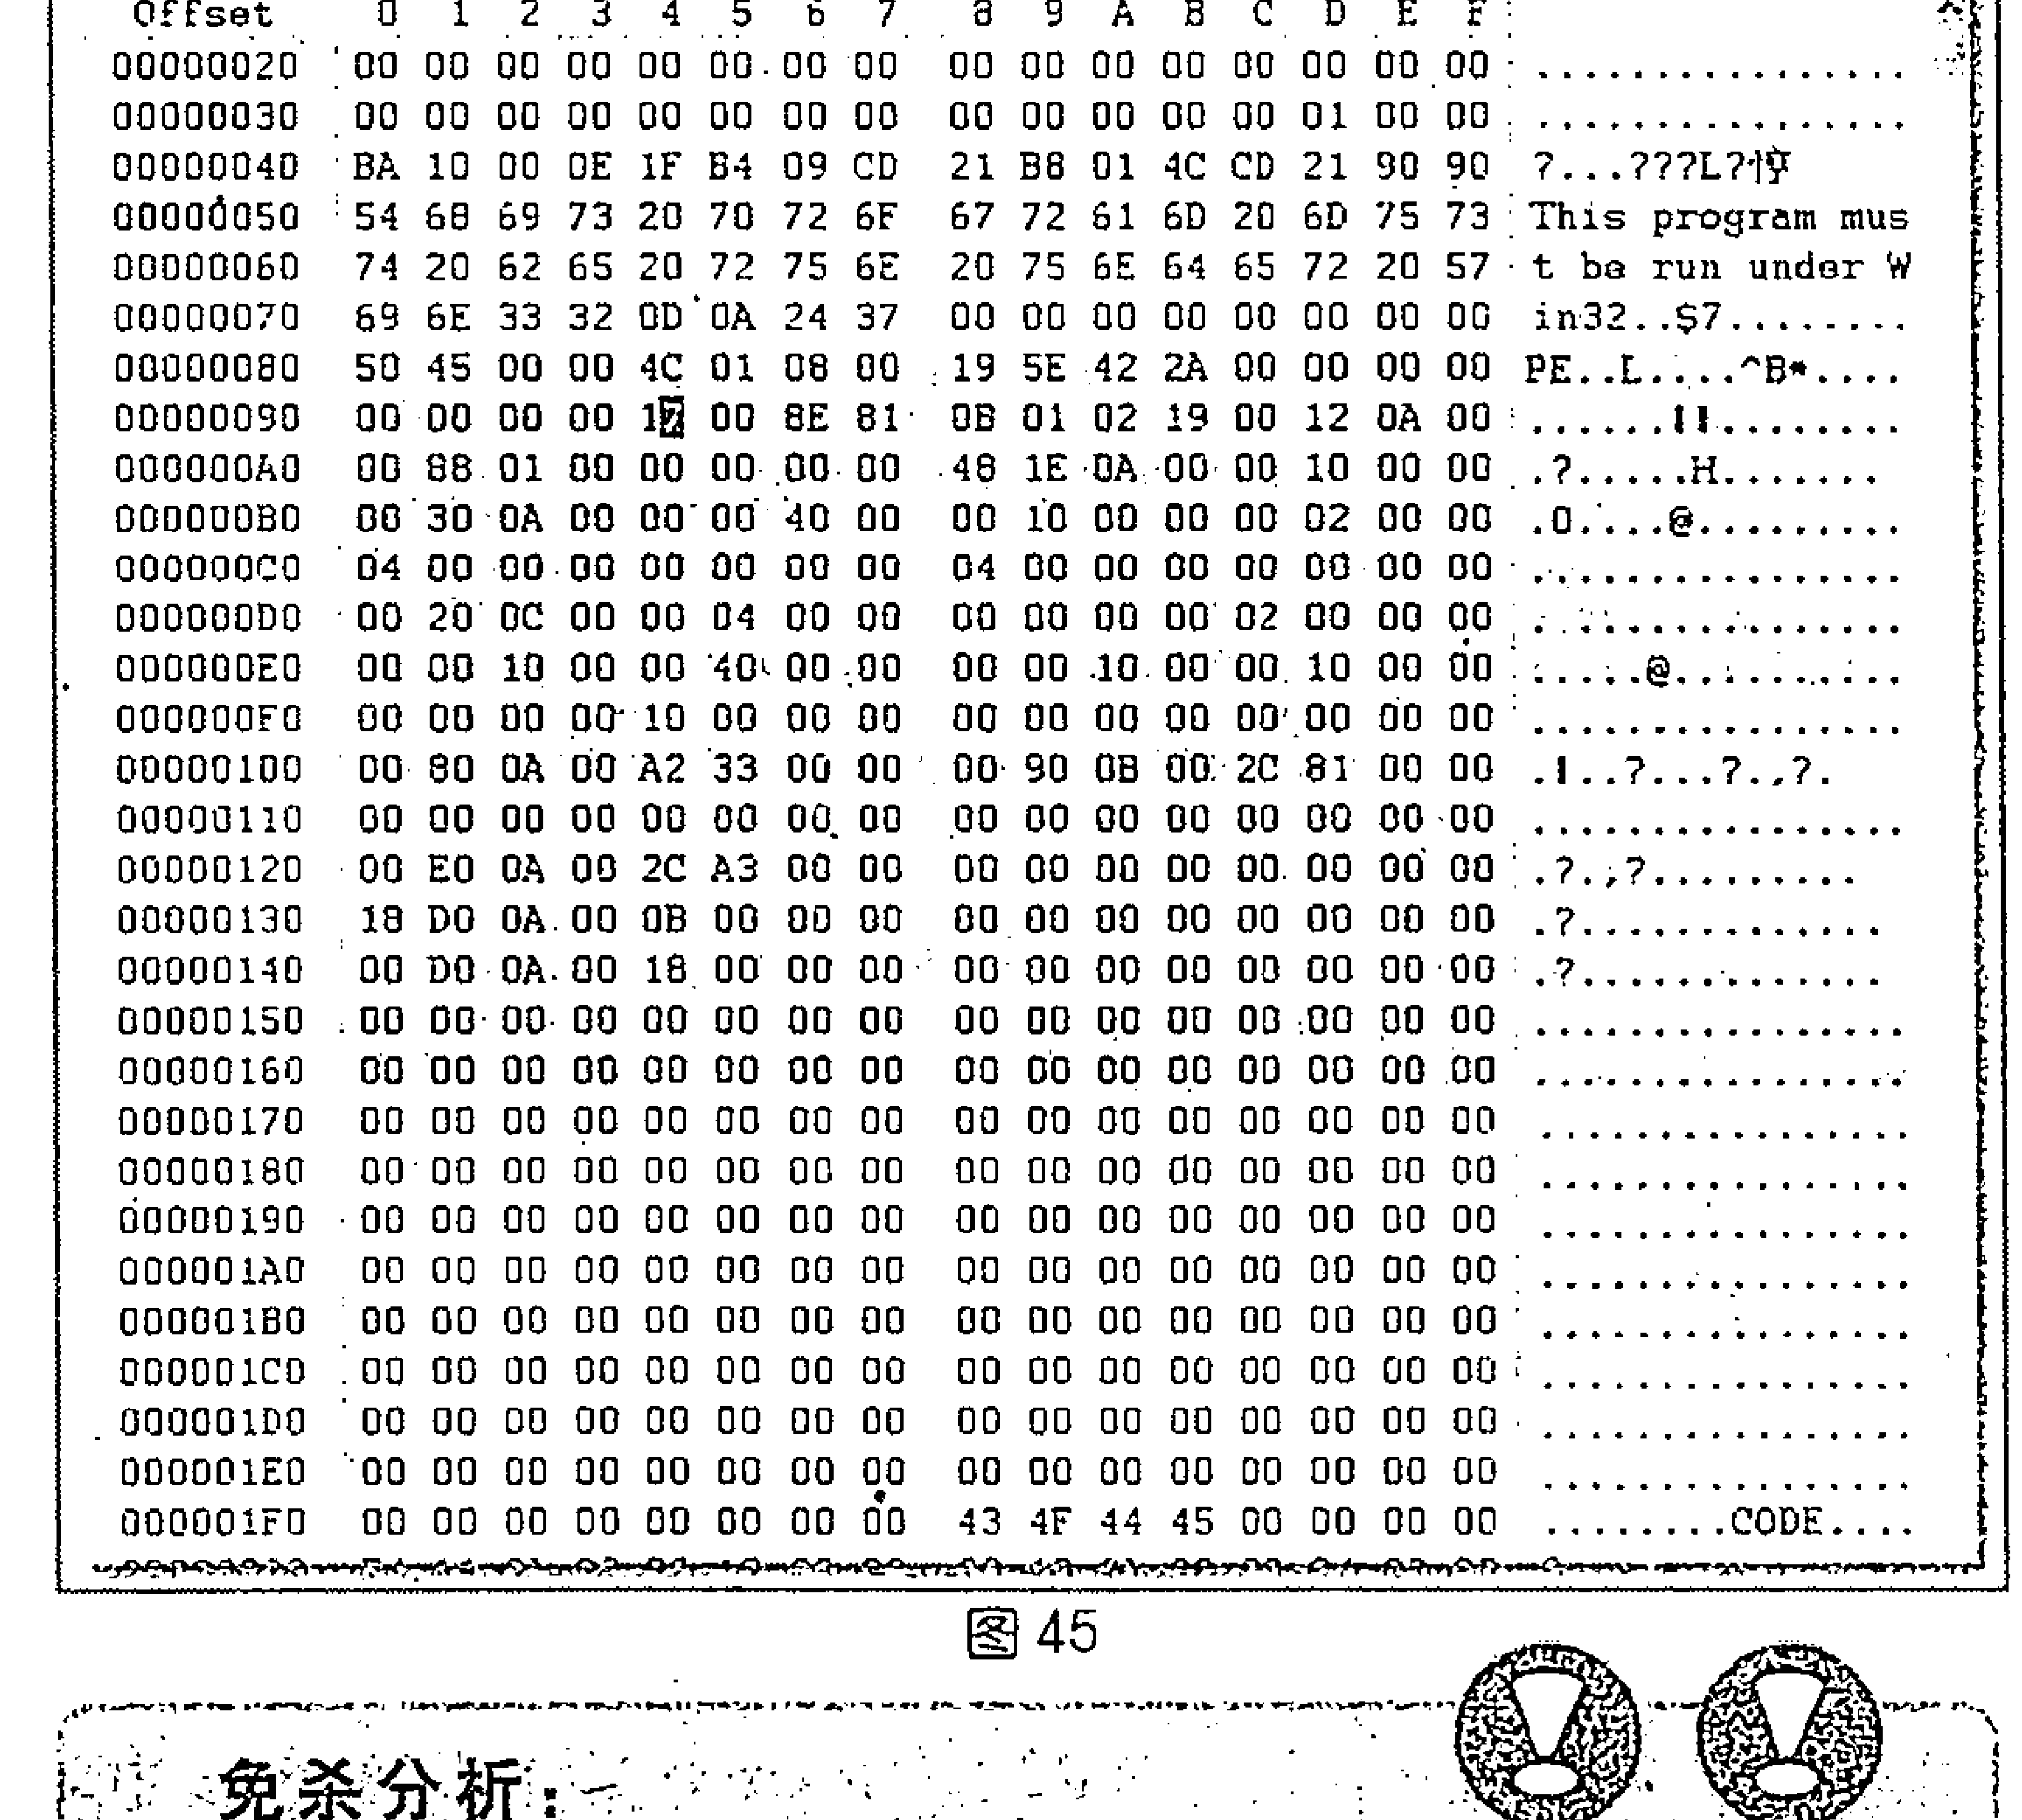 Offset 0 1 2 3 4 5 6 7 8 9 A B C D E F
00000020 00 00 00 00 00 00 00 00 00 00 00 00 00 00 00 00 ................
00000030 00 00 00 00 00 00 00 00 00 00 00 00 00 01 00 00 ................
00000040 BA 10 00 0E 1F B4 09 CD 21 B8 01 4C CD 21 90 90 ?...???L?
00000050 54 68 69 73 20 70 72 6F 67 72 61 6D 20 6D 75 73 This program mus
00000060 74 20 62 65 20 72 75 6E 20 75 6E 64 65 72 20 57 t be run under W
00000070 69 6E 33 32 0D 0A 24 37 00 00 00 00 00 00 00 00 in32..$7........
00000080 50 45 00 00 4C 01 08 00 19 5E 42 2A 00 00 00 00 PE..L....^B*....
00000090 00 00 00 00 17 00 8E 81 0B 01 02 19 00 12 0A 00 ......||........
000000A0 00 88 01 00 00 00 00 00 48 1E 0A 00 00 10 00 00 .?.....H.......
000000B0 00 30 0A 00 00 00 40 00 00 10 00 00 00 02 00 00 .0....@.........
000000C0 04 00 00 00 00 00 00 00 04 00 00 00 00 00 00 00 ................
000000D0 00 20 0C 00 00 04 00 00 00 00 00 00 02 00 00 00 . ..............
000000E0 00 00 10 00 00 40 00 00 00 00 10 00 00 10 00 00 .....@..........
000000F0 00 00 00 00 10 00 00 00 00 00 00 00 00 00 00 00 ................
00000100 00 80 0A 00 A2 33 00 00 00 90 0B 00 2C 81 00 00 .|..?...?.,?.
00000110 00 00 00 00 00 00 00 00 00 00 00 00 00 00 00 00 ................
00000120 00 E0 0A 00 2C A3 00 00 00 00 00 00 00 00 00 00 .?.,?.........
00000130 18 D0 0A 00 0B 00 00 00 00 00 00 00 00 00 00 00 .?.............
00000140 00 D0 0A 00 18 00 00 00 00 00 00 00 00 00 00 00 .?.............
00000150 00 00 00 00 00 00 00 00 00 00 00 00 00 00 00 00 ................
00000160 00 00 00 00 00 00 00 00 00 00 00 00 00 00 00 00 ................
00000170 00 00 00 00 00 00 00 00 00 00 00 00 00 00 00 00 ................
00000180 00 00 00 00 00 00 00 00 00 00 00 00 00 00 00 00 ................
00000190 00 00 00 00 00 00 00 00 00 00 00 00 00 00 00 00 ................
000001A0 00 00 00 00 00 00 00 00 00 00 00 00 00 00 00 00 ................
000001B0 00 00 00 00 00 00 00 00 00 00 00 00 00 00 00 00 ................
000001C0 00 00 00 00 00 00 00 00 00 00 00 00 00 00 00 00 ................
000001D0 00 00 00 00 00 00 00 00 00 00 00 00 00 00 00 00 ................
000001E0 00 00 00 00 00 00 00 00 00 00 00 00 00 00 00 00 ................
000001F0 00 00 00 00 00 00 00 00 43 4F 44 45 00 00 00 00 ........CODE....
图 45
免杀分析: